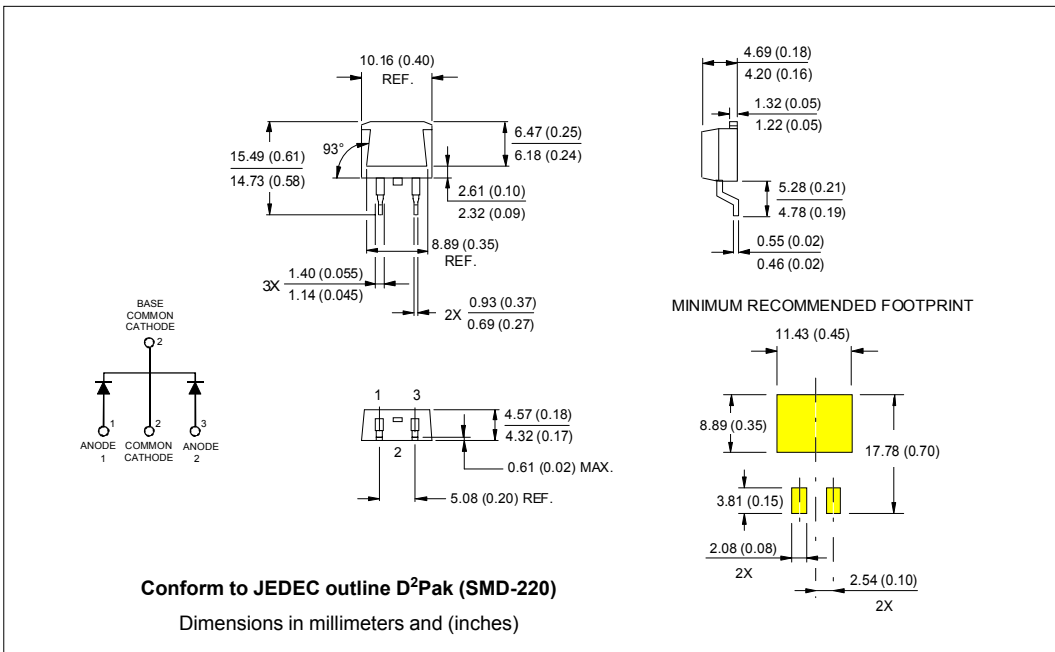 10.16 (0.40)
REF.
15.49 (0.61)
14.73 (0.58)
93°
6.47 (0.25)
6.18 (0.24)
2.61 (0.10)
2.32 (0.09)
8.89 (0.35)
REF.
3X 1.40 (0.055)
1.14 (0.045)
2X 0.93 (0.37)
0.69 (0.27)
4.69 (0.18)
4.20 (0.16)
1.32 (0.05)
1.22 (0.05)
5.28 (0.21)
4.78 (0.19)
0.55 (0.02)
0.46 (0.02)
BASE
COMMON
CATHODE
2
1
2
3
ANODE
1
COMMON
CATHODE
ANODE
2
1 3
2
4.57 (0.18)
4.32 (0.17)
0.61 (0.02) MAX.
5.08 (0.20) REF.
MINIMUM RECOMMENDED FOOTPRINT
11.43 (0.45)
8.89 (0.35)
17.78 (0.70)
3.81 (0.15)
2.08 (0.08)
2X
2.54 (0.10)
2X
Conform to JEDEC outline D²Pak (SMD-220)
Dimensions in millimeters and (inches)